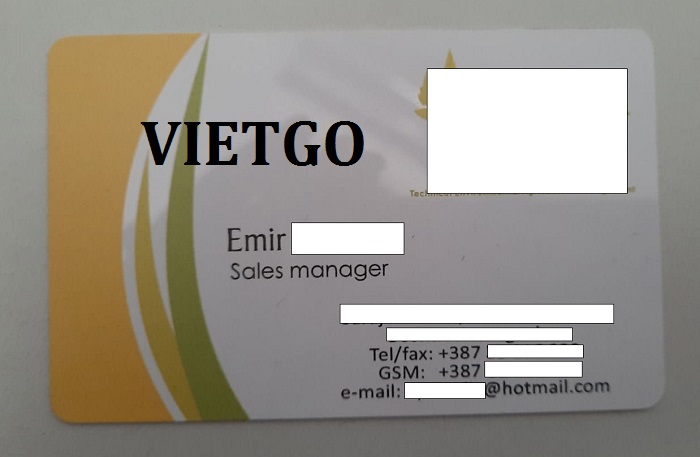 VIETGO
Emir
Sales manager
Tel/fax: +387
GSM: +387
e-mail: @hotmail.com